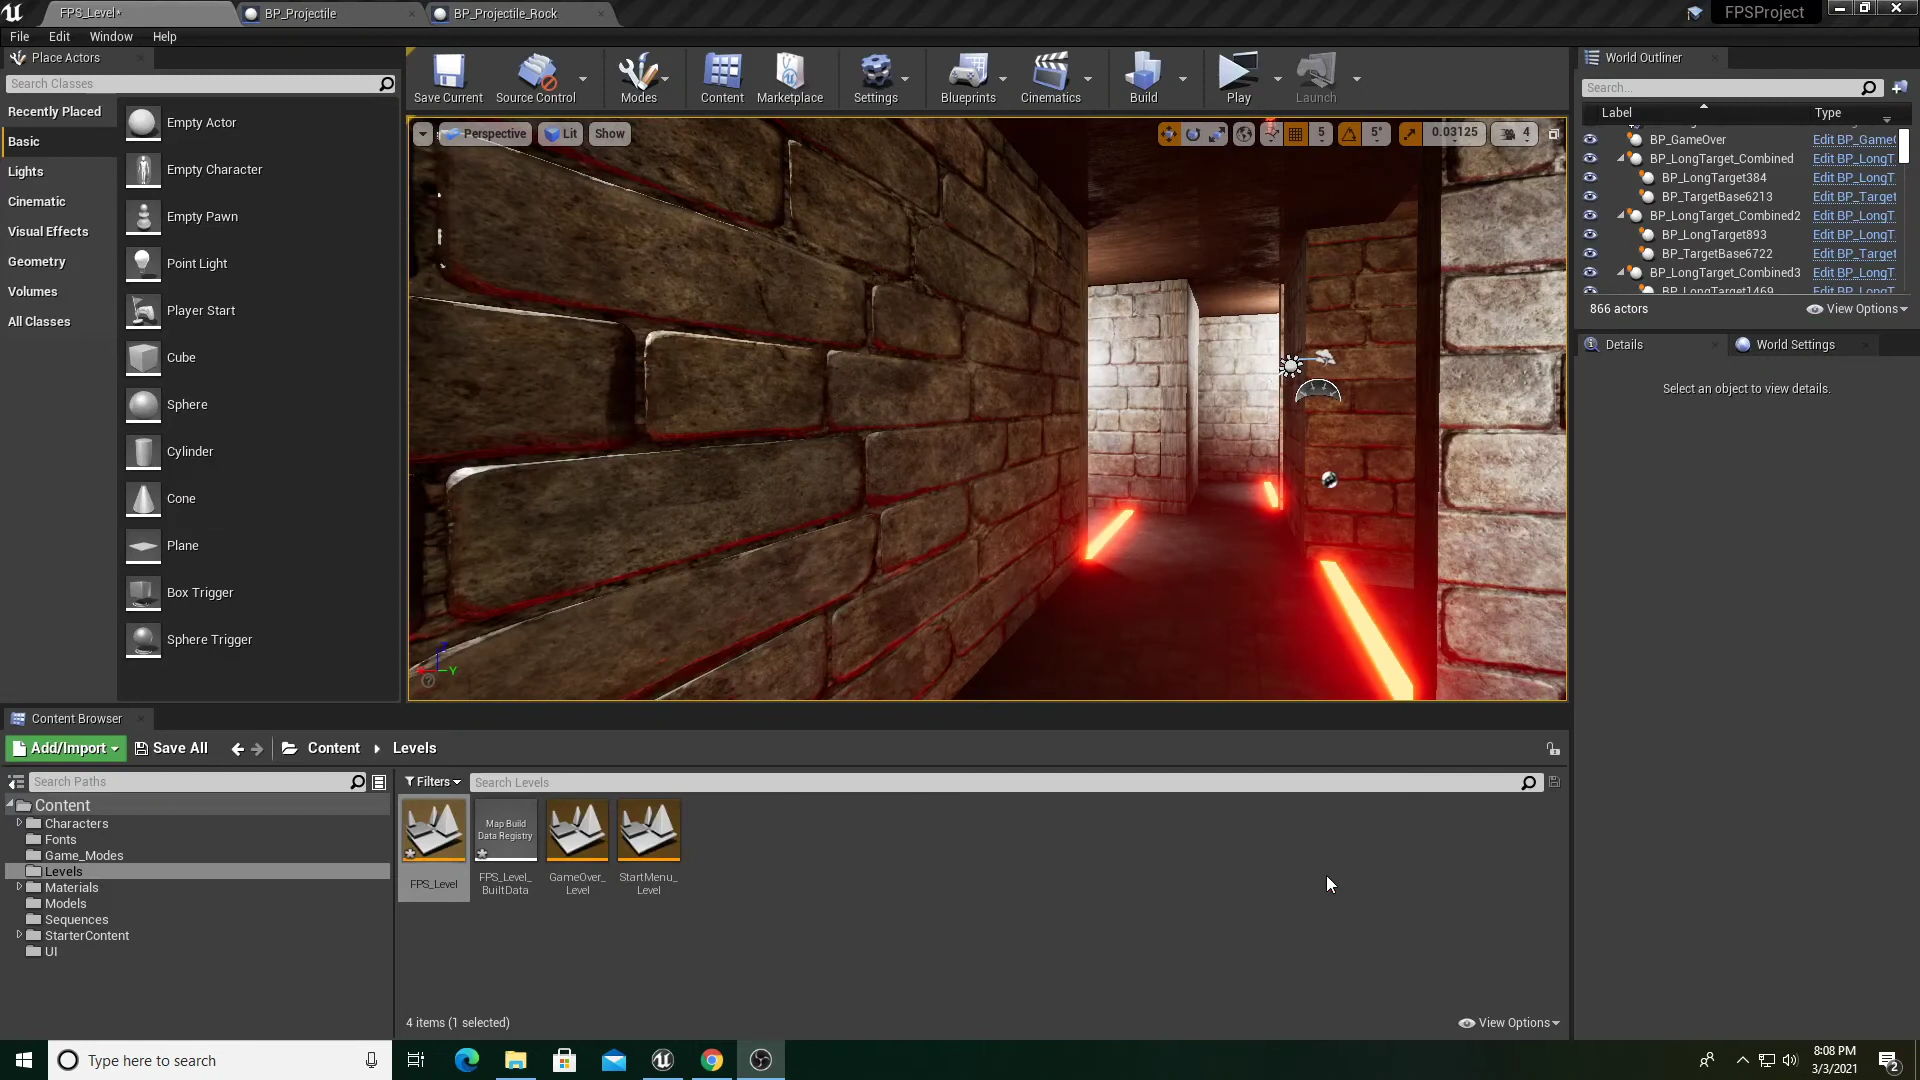 FPS_Level*
BP_Projectile
BP_Projectile_Rock
FPSProject
File
Edit
Window
Help
Place Actors
Search Classes
Recently Placed
Basic
Lights
Cinematic
Visual Effects
Geometry
Volumes
All Classes
Empty Actor
Empty Character
Empty Pawn
Point Light
Player Start
Cube
Sphere
Cylinder
Cone
Plane
Box Trigger
Sphere Trigger
Save Current
Source Control
Modes
Content
Marketplace
Settings
Blueprints
Cinematics
Build
Play
Launch
Perspective
Lit
Show
5
5°
0.03125
4
Y
World Outliner
Search...
Label
Type
BP_GameOver
Edit BP_Game
BP_LongTarget_Combined
Edit BP_LongT
BP_LongTarget384
Edit BP_LongT
BP_TargetBase6213
Edit BP_Target
BP_LongTarget_Combined2
Edit BP_LongT
BP_LongTarget893
Edit BP_LongT
BP_TargetBase6722
Edit BP_Target
BP_LongTarget_Combined3
Edit BP_LongT
BP_LongTarget1469
Edit BP_LongT
866 actors
View Options
Details
World Settings
Select an object to view details.
Content Browser
Add/Import
Save All
Content
Levels
Search Paths
Filters
Search Levels
Content
Characters
Fonts
Game_Modes
Levels
Materials
Models
Sequences
StarterContent
UI
FPS_Level
Map Build
Data Registry
FPS_Level_
BuiltData
GameOver_
Level
StartMenu_
Level
4 items (1 selected)
View Options
Type here to search
8:08 PM
3/3/2021
2